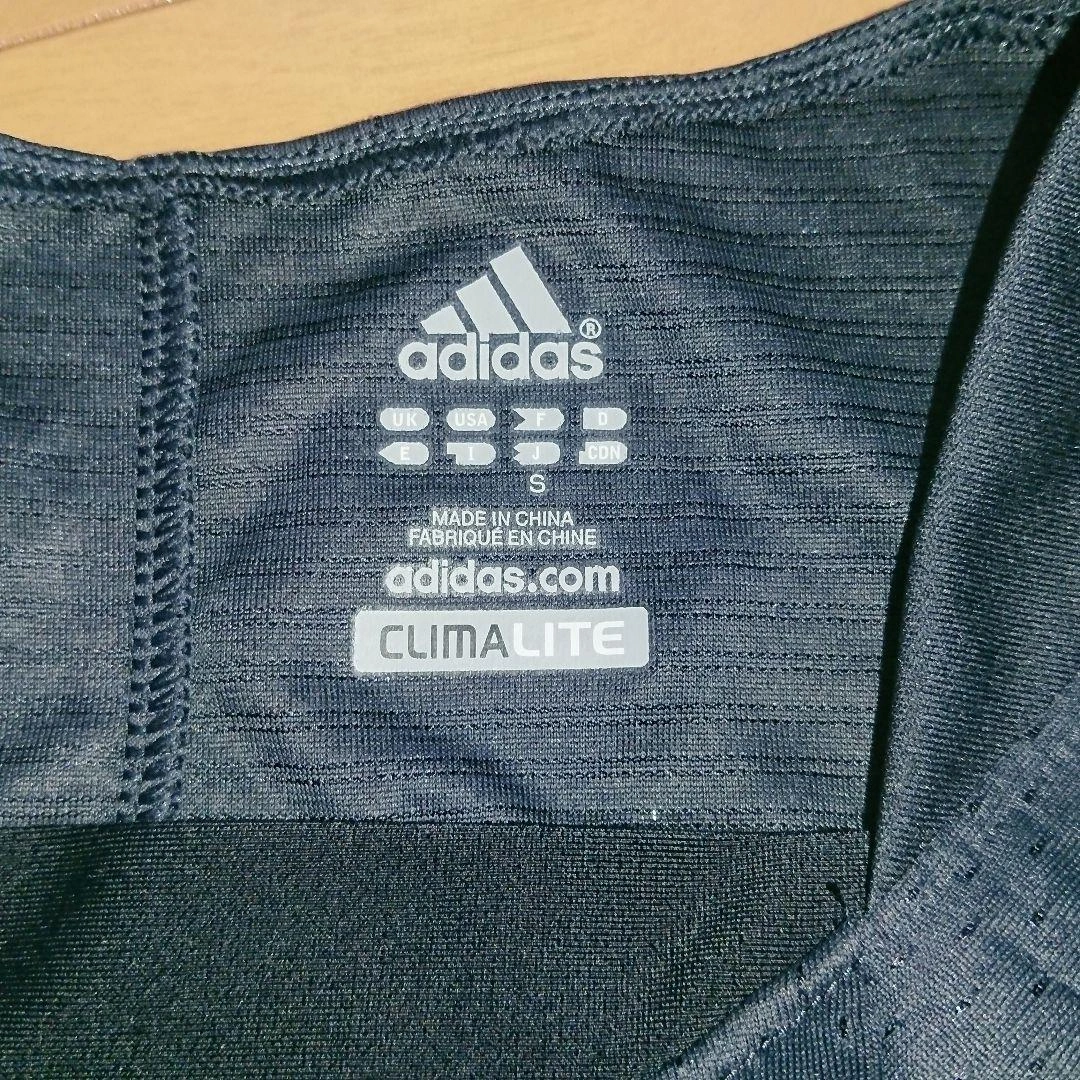 adidas®
UK USA F D
E I J CDN
S
MADE IN CHINA
FABRIQUÉ EN CHINE
adidas.com
CLIMALITE